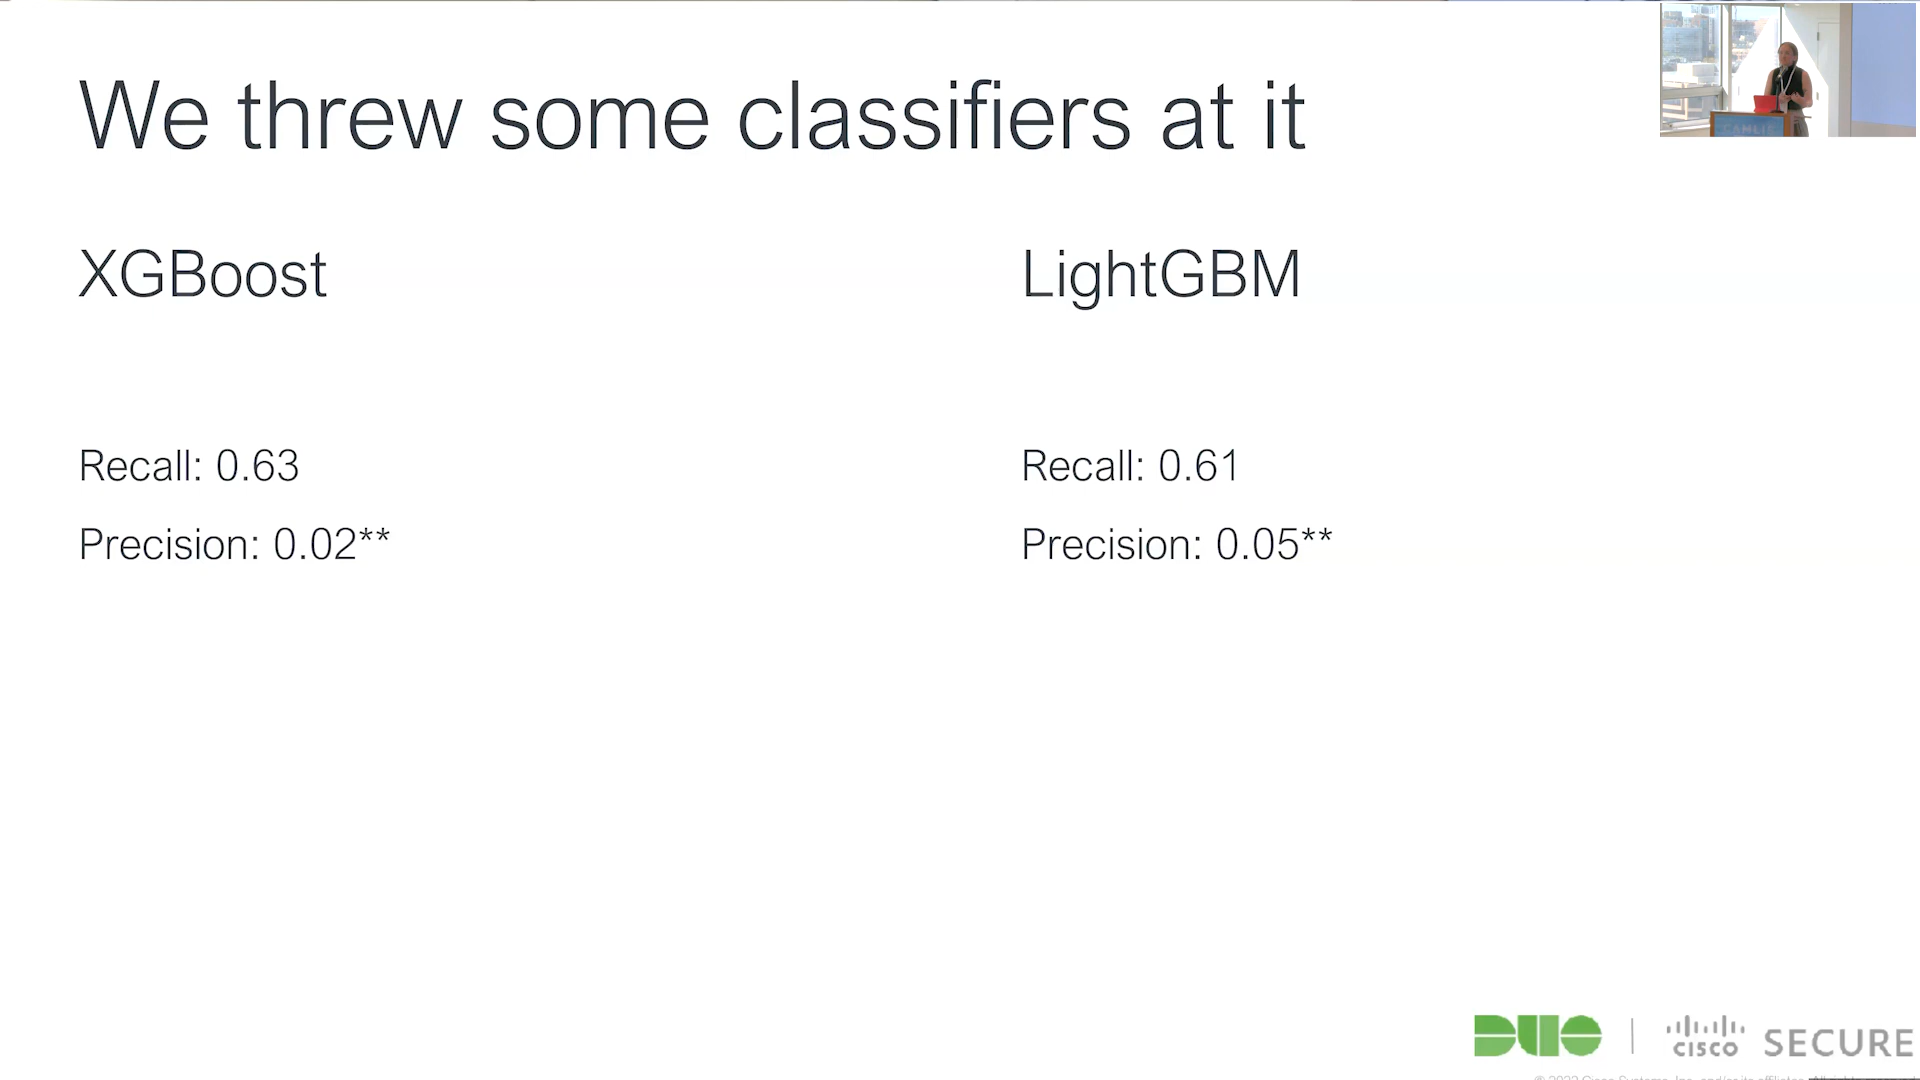 We threw some classifiers at it
XGBoost
LightGBM
Recall: 0.63
Precision: 0.02**
Recall: 0.61
Precision: 0.05**
CAMLIS
DUO
cisco SECURE